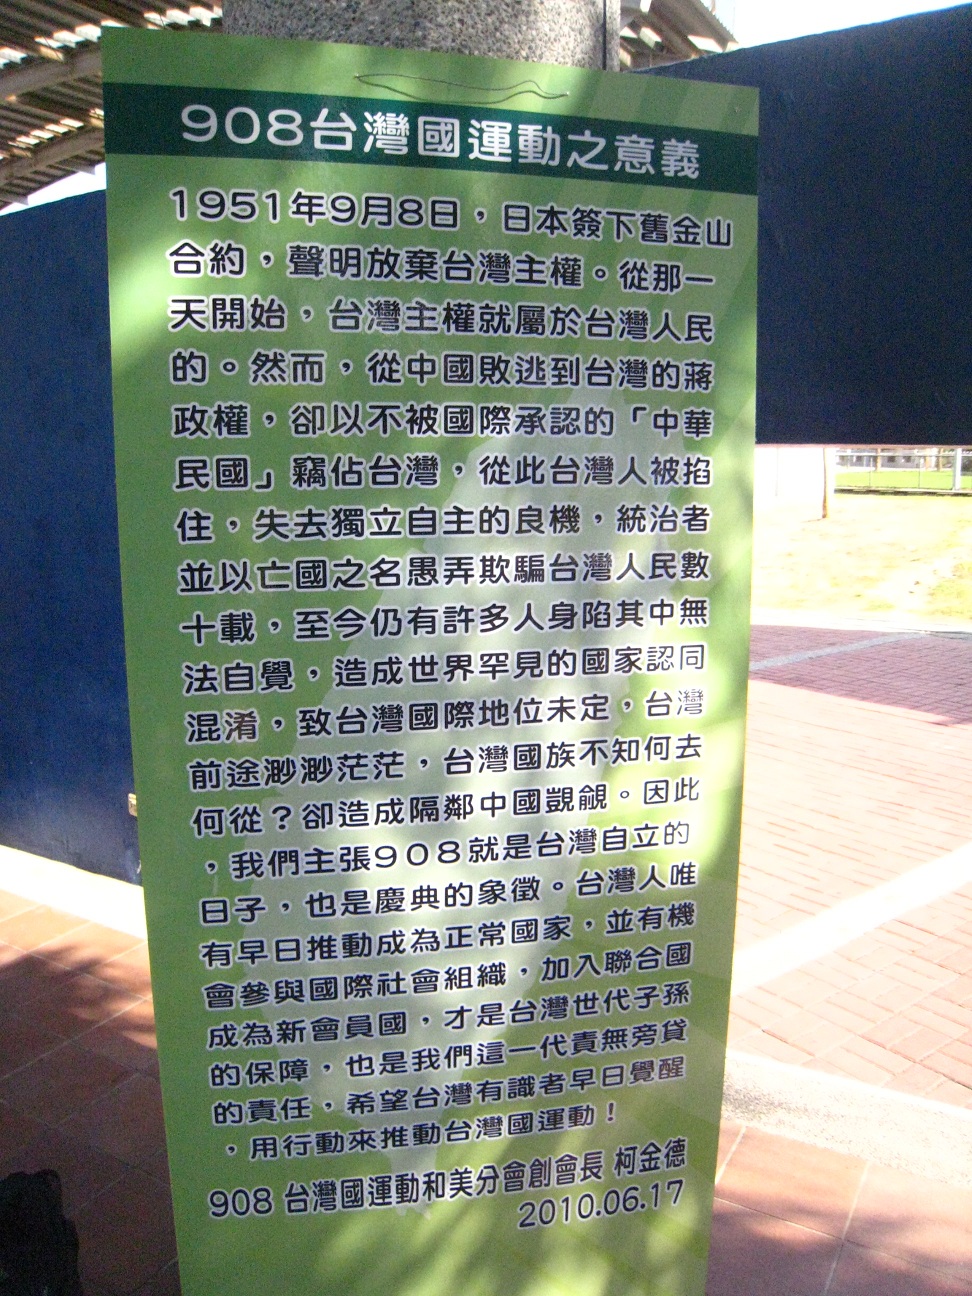 908台灣國運動之意義
1951年9月8日，日本簽下舊金山
合約，聲明放棄台灣主權。從那一
天開始，台灣主權就屬於台灣人民
的。然而，從中國敗逃到台灣的蔣
政權，卻以不被國際承認的「中華
民國」竊佔台灣，從此台灣人被掐
住，失去獨立自主的良機，統治者
並以亡國之名愚弄欺騙台灣人民數
十載，至今仍有許多人身陷其中無
法自覺，造成世界罕見的國家認同
混淆，致台灣國際地位未定，台灣
前途渺渺茫茫，台灣國族不知何去
何從？卻造成隔鄰中國覬覦。因此
，我們主張908就是台灣自立的
日子，也是慶典的象徵。台灣人唯
有早日推動成為正常國家，並有機
會參與國際社會組織，加入聯合國
成為新會員國，才是台灣世代子孫
的保障，也是我們這一代責無旁貸
的責任，希望台灣有識者早日覺醒
，用行動來推動台灣國運動！
908 台灣國運動和美分會創會長 柯金德
2010.06.17